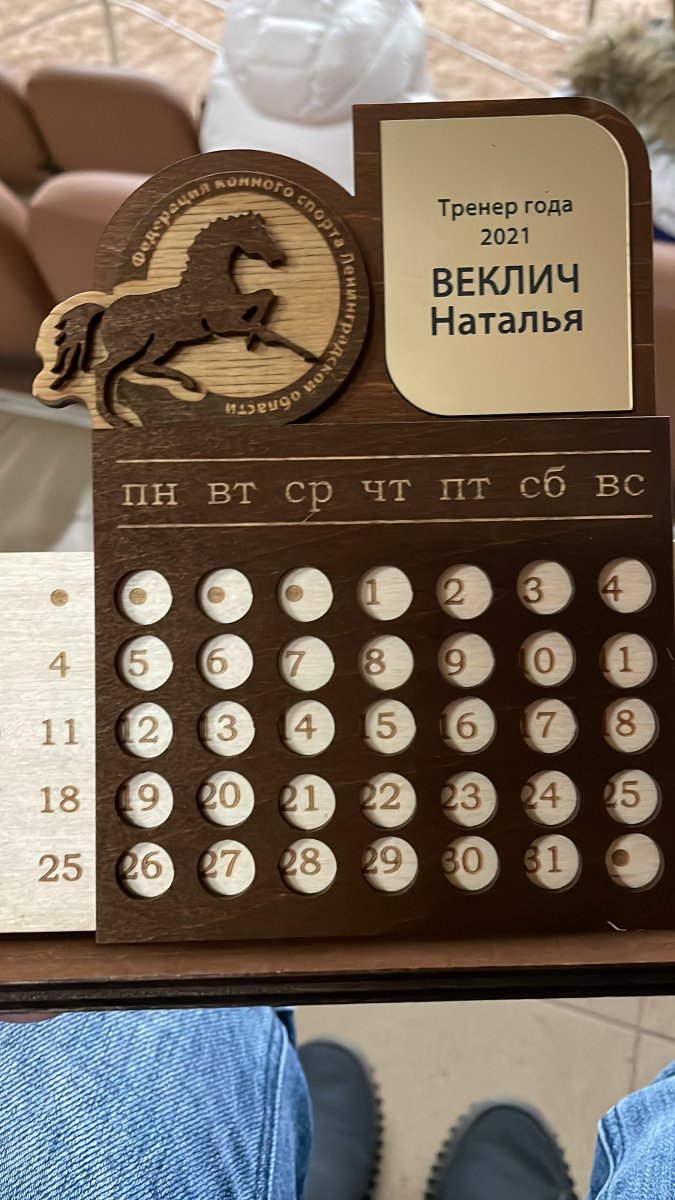 Федерация конного спорта Ленинградской области
Тренер года
2021
ВЕКЛИЧ
Наталья
пн вт ср чт пт сб вс
1 2 3 4
4 5 6 7 8 9 10 11
11 12 13 14 15 16 17 18
18 19 20 21 22 23 24 25
25 26 27 28 29 30 31